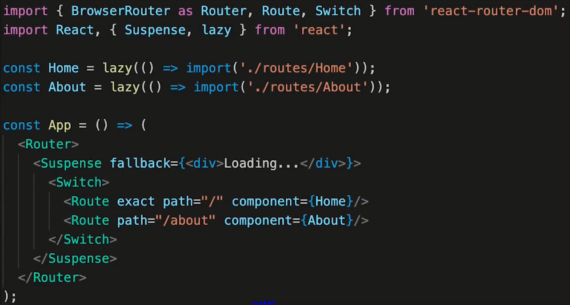 import { BrowserRouter as Router, Route, Switch } from 'react-router-dom';
import React, { Suspense, lazy } from 'react';

const Home = lazy(() => import('./routes/Home'));
const About = lazy(() => import('./routes/About'));

const App = () => (
  <Router>
    <Suspense fallback={<div>Loading...</div>}>
      <Switch>
        <Route exact path="/" component={Home}/>
        <Route path="/about" component={About}/>
      </Switch>
    </Suspense>
  </Router>
);